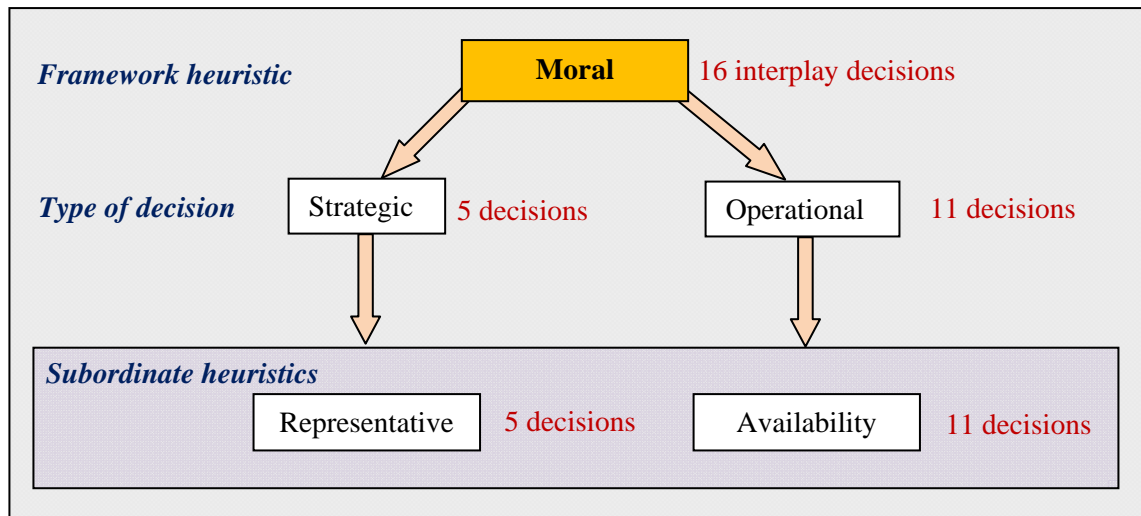 Framework heuristic
Moral
16 interplay decisions
Type of decision
Strategic
5 decisions
Operational
11 decisions
Subordinate heuristics
Representative
5 decisions
Availability
11 decisions